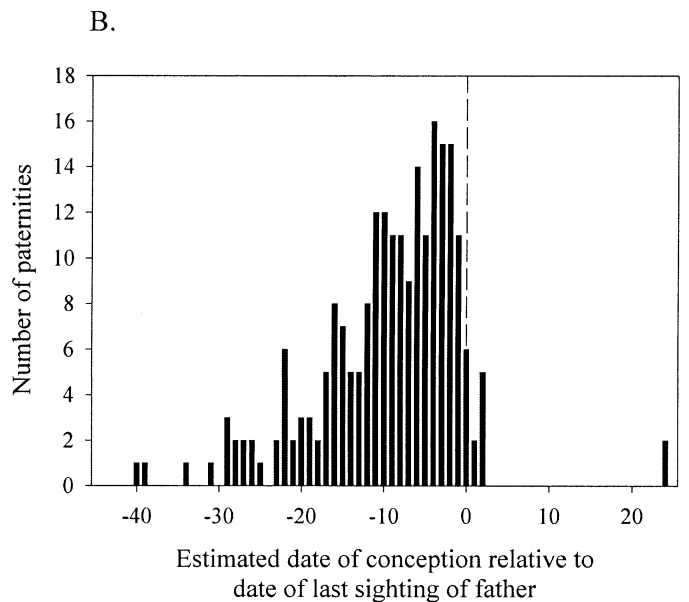 B.
Number of paternities
18
16
14
12
10
8
6
4
2
0
-40 -30 -20 -10 0 10 20
Estimated date of conception relative to
date of last sighting of father